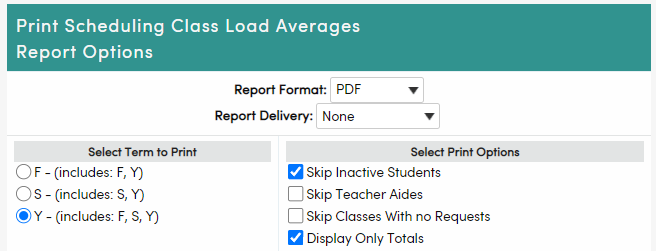 Print Scheduling Class Load Averages
Report Options
Report Format: PDF
Report Delivery: None
Select Term to Print
F - (includes: F, Y)
S - (includes: S, Y)
Y - (includes: F, S, Y)
Select Print Options
Skip Inactive Students
Skip Teacher Aides
Skip Classes With no Requests
Display Only Totals